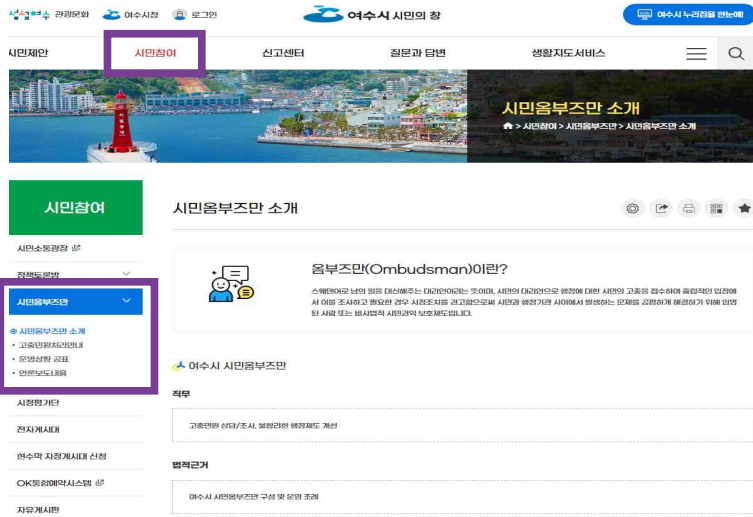 섬섬여수 관광문화 여수시청 로그인
여수시 시민의 창
여수시 누리집을 한눈에!
시민제안 시민참여 신고센터 질문과 답변 생활지도서비스
시민옴부즈만 소개
> 시민참여 > 시민옴부즈만 > 시민옴부즈만 소개
시민참여
시민소통광장
정책토론방
시민옴부즈만
시민옴부즈만 소개
• 고충민원처리안내
• 운영상황 공표
• 언론보도내용
시정평가단
전자게시대
현수막 지정게시대 신청
OK통합예약시스템
자유게시판
시민옴부즈만 소개
옴부즈만(Ombudsman)이란?
스웨덴어로 남의 일을 대신해주는 대리인이라는 뜻이며, 시민의 대리인으로 행정에 대한 시민의 고충을 접수하여 중립적인 입장에
서 이를 조사하고 필요한 경우 시정조치를 권고함으로써 시민과 행정기관 사이에서 발생하는 문제를 공평하게 해결하기 위해 임명
된 사람 또는 비사법적 시민권익 보호제도입니다.
여수시 시민옴부즈만
직무
고충민원 상담/조사, 불합리한 행정제도 개선
법적근거
여수시 시민옴부즈만 구성 및 운영 조례